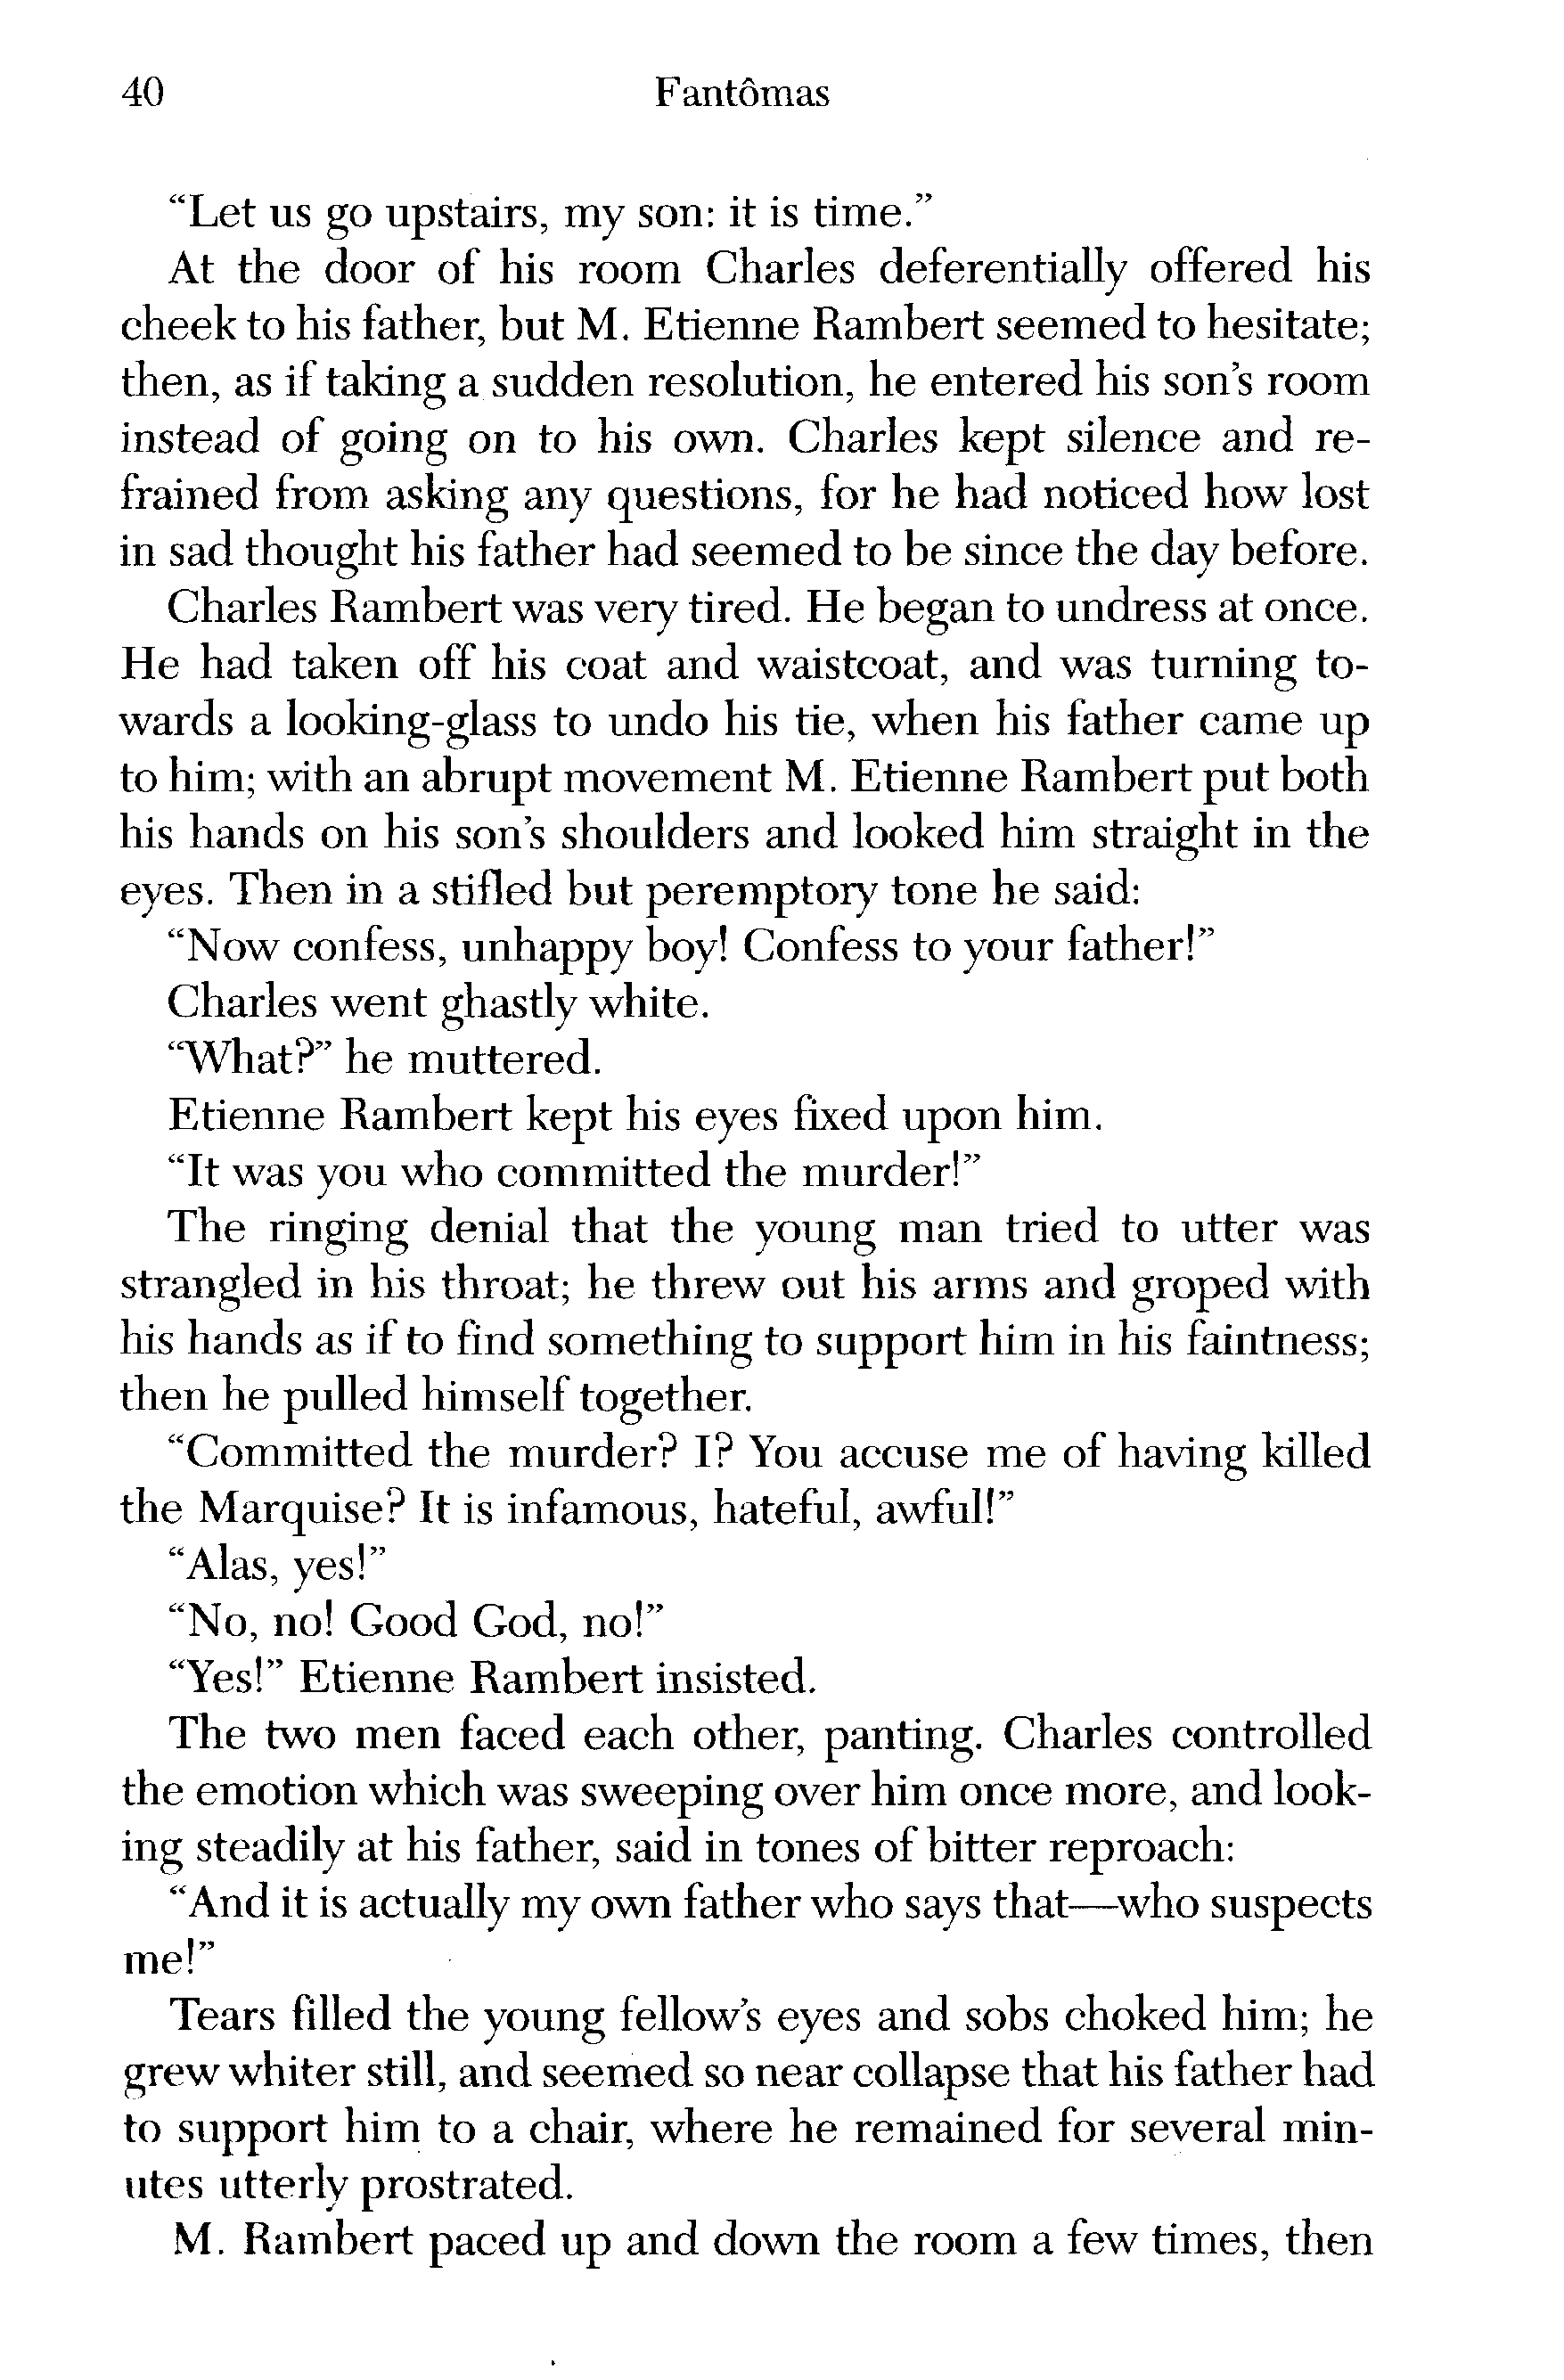 40 Fantômas
“Let us go upstairs, my son: it is time.”
At the door of his room Charles deferentially offered his
cheek to his father, but M. Etienne Rambert seemed to hesitate;
then, as if taking a sudden resolution, he entered his son’s room
instead of going on to his own. Charles kept silence and re-
frained from asking any questions, for he had noticed how lost
in sad thought his father had seemed to be since the day before.
Charles Rambert was very tired. He began to undress at once.
He had taken off his coat and waistcoat, and was turning to-
wards a looking-glass to undo his tie, when his father came up
to him; with an abrupt movement M. Etienne Rambert put both
his hands on his son’s shoulders and looked him straight in the
eyes. Then in a stifled but peremptory tone he said:
“Now confess, unhappy boy! Confess to your father!”
Charles went ghastly white.
“What?” he muttered.
Etienne Rambert kept his eyes fixed upon him.
“It was you who committed the murder!”
The ringing denial that the young man tried to utter was
strangled in his throat; he threw out his arms and groped with
his hands as if to find something to support him in his faintness;
then he pulled himself together.
“Committed the murder? I? You accuse me of having killed
the Marquise? It is infamous, hateful, awful!”
“Alas, yes!”
“No, no! Good God, no!”
“Yes!” Etienne Rambert insisted.
The two men faced each other, panting. Charles controlled
the emotion which was sweeping over him once more, and look-
ing steadily at his father, said in tones of bitter reproach:
“And it is actually my own father who says that—who suspects
me!”
Tears filled the young fellow’s eyes and sobs choked him; he
grew whiter still, and seemed so near collapse that his father had
to support him to a chair, where he remained for several min-
utes utterly prostrated.
M. Rambert paced up and down the room a few times, then